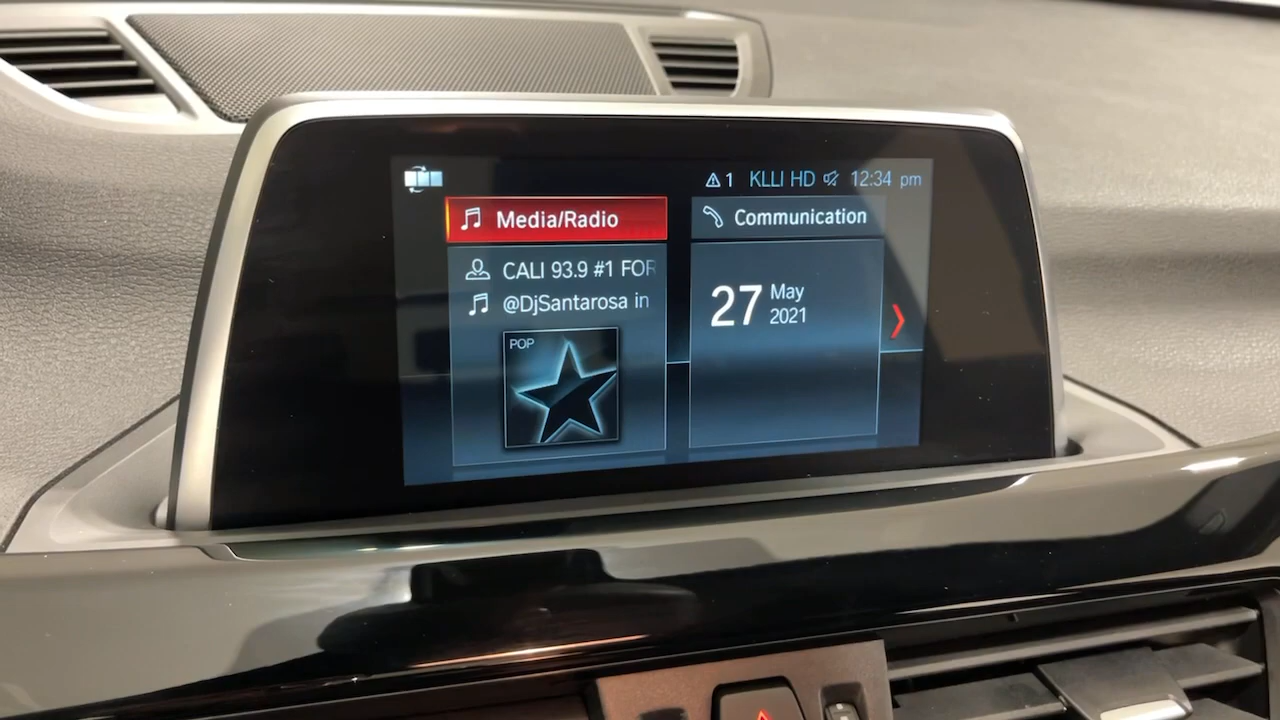 1 KLLI HD 12:34 pm
Media/Radio
CALI 93.9 #1 FOR
@DjSantarosa in
POP
Communication
27 May
2021